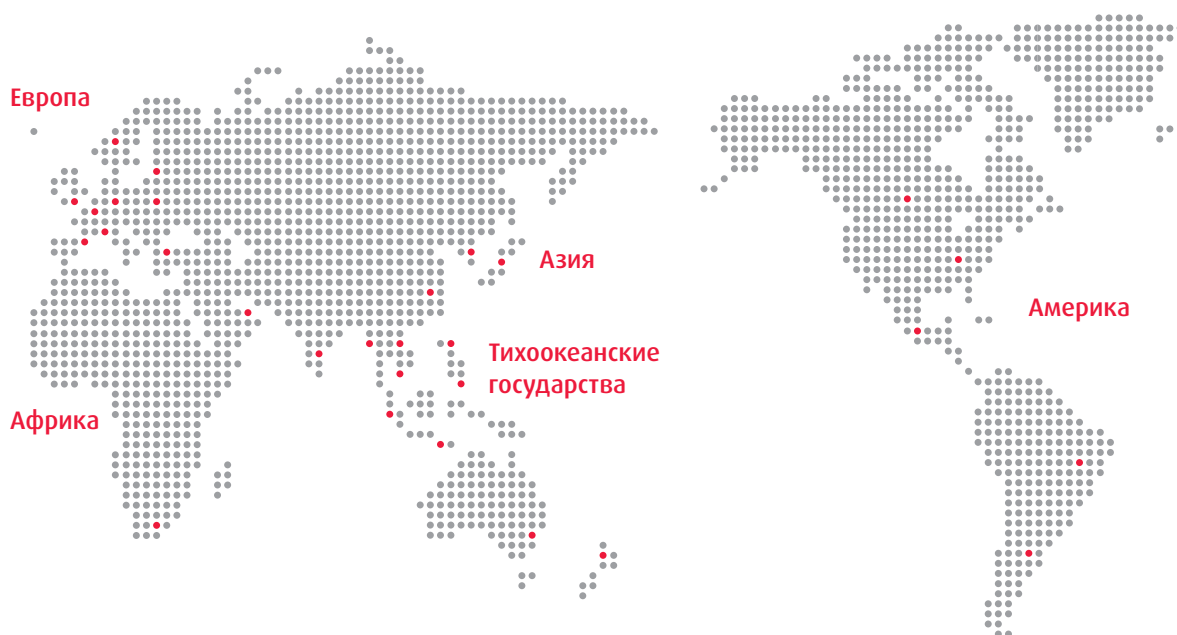 Европа
Азия
Америка
Тихоокеанские
государства
Африка